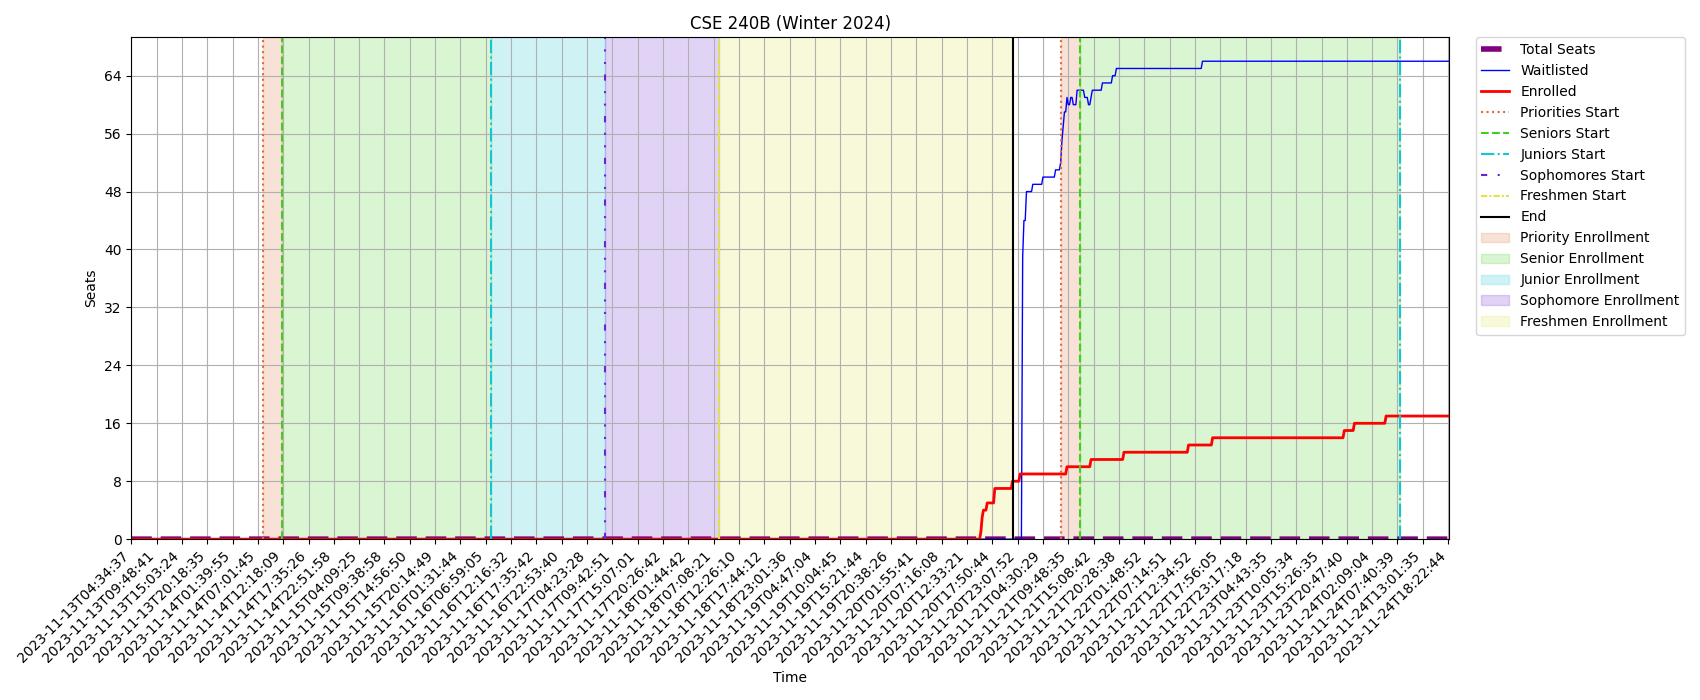 CSE 240B (Winter 2024)
Total Seats
Waitlisted
Enrolled
Priorities Start
Seniors Start
Juniors Start
Sophomores Start
Freshmen Start
End
Priority Enrollment
Senior Enrollment
Junior Enrollment
Sophomore Enrollment
Freshmen Enrollment
Seats
64
56
48
40
32
24
16
8
0
2023-11-13T04:34:37
2023-11-13T09:48:41
2023-11-13T15:03:24
2023-11-13T20:18:35
2023-11-14T01:39:55
2023-11-14T07:01:45
2023-11-14T12:18:09
2023-11-14T17:35:26
2023-11-14T22:51:58
2023-11-15T04:09:25
2023-11-15T09:38:58
2023-11-15T14:56:50
2023-11-15T20:14:49
2023-11-16T01:31:44
2023-11-16T06:59:05
2023-11-16T12:16:32
2023-11-16T17:35:42
2023-11-16T22:53:40
2023-11-17T04:23:28
2023-11-17T09:42:51
2023-11-17T15:07:01
2023-11-17T20:26:42
2023-11-18T01:44:42
2023-11-18T07:08:21
2023-11-18T12:26:10
2023-11-18T17:44:12
2023-11-18T23:01:36
2023-11-19T04:47:04
2023-11-19T10:04:45
2023-11-19T15:21:44
2023-11-19T20:38:26
2023-11-20T01:55:41
2023-11-20T07:16:08
2023-11-20T12:33:21
2023-11-20T17:50:44
2023-11-20T23:07:52
2023-11-21T04:30:29
2023-11-21T09:48:35
2023-11-21T15:08:42
2023-11-21T20:28:38
2023-11-22T01:48:52
2023-11-22T07:14:51
2023-11-22T12:34:52
2023-11-22T17:56:05
2023-11-22T23:17:18
2023-11-23T04:43:35
2023-11-23T10:05:34
2023-11-23T15:26:35
2023-11-23T20:47:40
2023-11-24T02:09:04
2023-11-24T07:40:39
2023-11-24T13:01:35
2023-11-24T18:22:44
Time